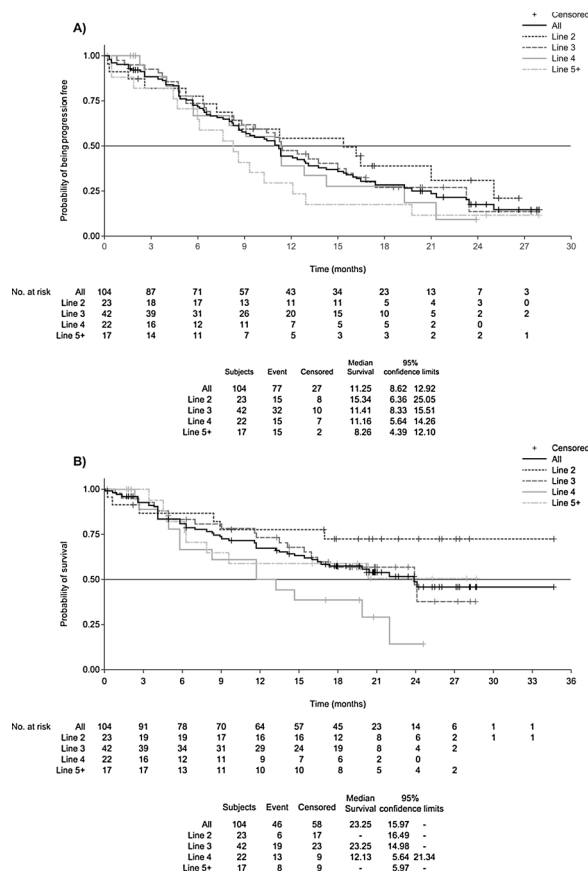 Censored
A)
All
Line 2
Line 3
Line 4
Line 5+
1.00
0.75
0.50
0.25
0.00
Probability of being progression free
0 3 6 9 12 15 18 21 24 27 30
Time (months)
No. at risk All 104 87 71 57 43 34 23 13 7 3
Line 2 23 18 17 13 11 11 5 4 3 0
Line 3 42 39 31 26 20 15 10 5 2 2
Line 4 22 16 12 11 7 5 5 2 0
Line 5+ 17 14 11 7 5 3 3 2 2 1
Subjects Event Censored Median Survival 95% confidence limits
All 104 77 27 11.25 8.62 12.92
Line 2 23 15 8 15.34 6.36 25.05
Line 3 42 32 10 11.41 8.33 15.51
Line 4 22 15 7 11.16 5.64 14.26
Line 5+ 17 15 2 8.26 4.39 12.10
B)
Censored
All
Line 2
Line 3
Line 4
Line 5+
1.00
0.75
0.50
0.25
0.00
Probability of survival
0 3 6 9 12 15 18 21 24 27 30 33 36
Time (months)
No. at risk All 104 91 78 70 64 57 45 23 14 6 1 1
Line 2 23 19 19 17 16 16 12 8 6 2 1 1
Line 3 42 39 34 31 29 24 19 8 4 2
Line 4 22 16 12 11 9 7 6 2 0
Line 5+ 17 17 13 11 10 10 8 5 4 2
Subjects Event Censored Median Survival 95% confidence limits
All 104 46 58 23.25 15.97 -
Line 2 23 6 17 - 16.49 -
Line 3 42 19 23 23.25 14.98 -
Line 4 22 13 9 12.13 5.64 21.34
Line 5+ 17 8 9 - 5.97 -